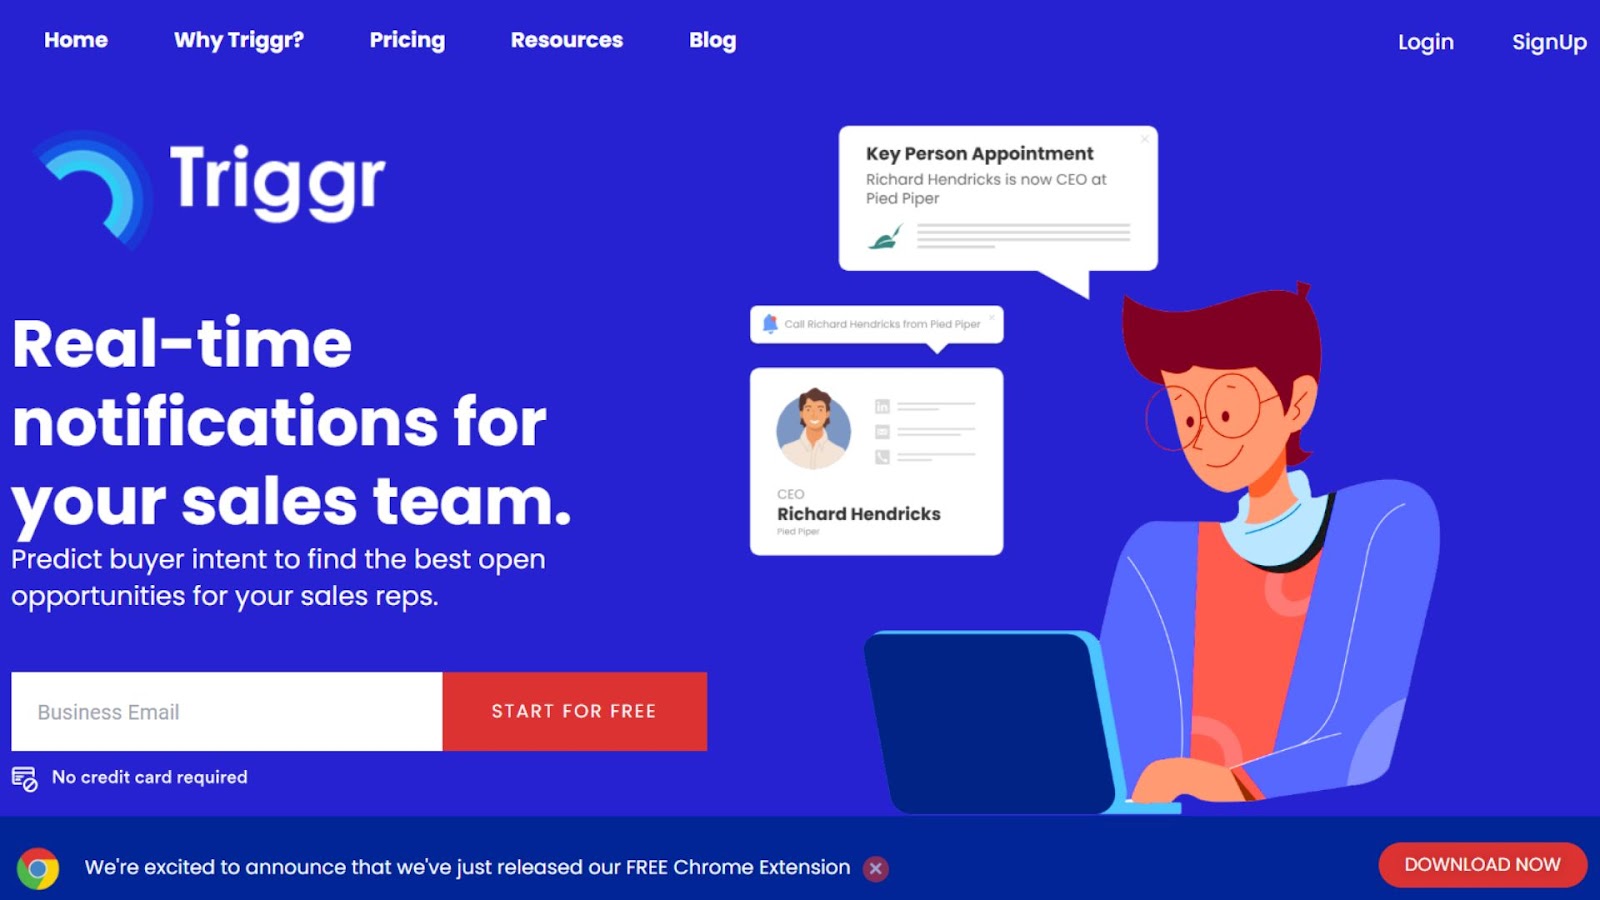 Home Why Triggr? Pricing Resources Blog Login SignUp
Triggr
Real-time
notifications for
your sales team.
Predict buyer intent to find the best open
opportunities for your sales reps.
Business Email
START FOR FREE
No credit card required
Key Person Appointment
Richard Hendricks is now CEO at
Pied Piper
Call Richard Hendricks from Pied Piper
in
CEO
Richard Hendricks
Pied Piper
We're excited to announce that we've just released our FREE Chrome Extension
DOWNLOAD NOW